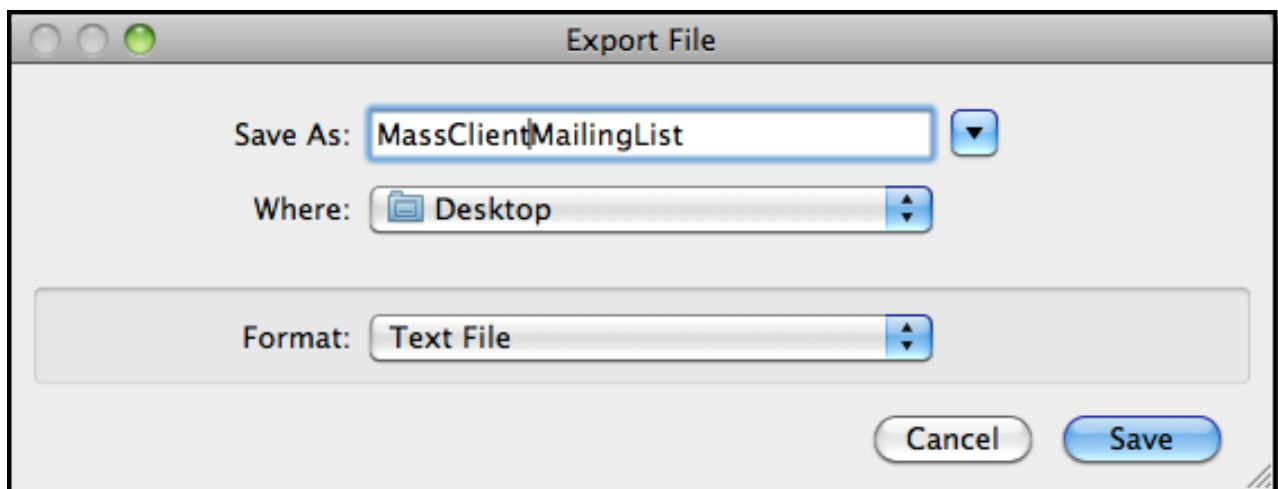 Export File
Save As: MassClientMailingList
Where: Desktop
Format: Text File
Cancel Save